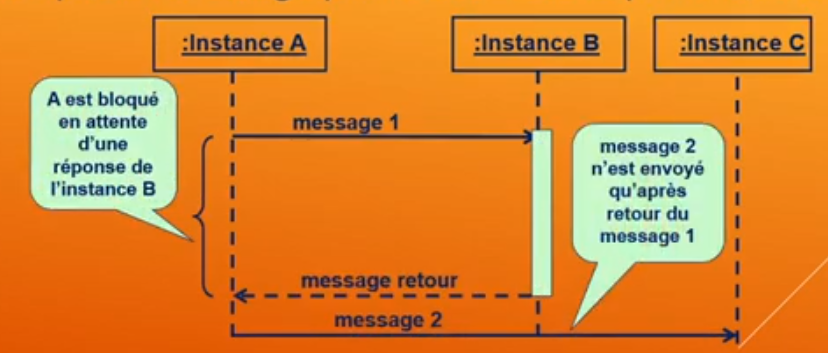 :Instance A
:Instance B
:Instance C
A est bloqué
en attente
d'une
réponse de
l'instance B
message 1
message 2
n'est envoyé
qu'après
retour du
message 1
message retour
message 2